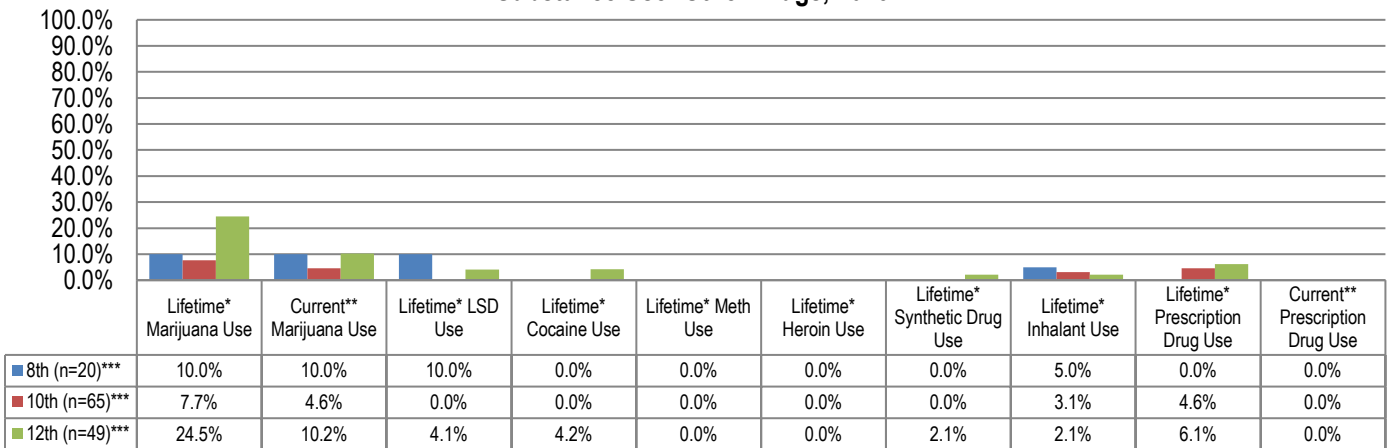 100.0%
90.0%
80.0%
70.0%
60.0%
50.0%
40.0%
30.0%
20.0%
10.0%
0.0%
Lifetime* Marijuana Use
Current** Marijuana Use
Lifetime* LSD Use
Lifetime* Cocaine Use
Lifetime* Meth Use
Lifetime* Heroin Use
Lifetime* Synthetic Drug Use
Lifetime* Inhalant Use
Lifetime* Prescription Drug Use
Current** Prescription Drug Use
8th (n=20)*** 10.0% 10.0% 10.0% 0.0% 0.0% 0.0% 0.0% 5.0% 0.0% 0.0%
10th (n=65)*** 7.7% 4.6% 0.0% 0.0% 0.0% 0.0% 0.0% 3.1% 4.6% 0.0%
12th (n=49)*** 24.5% 10.2% 4.1% 4.2% 0.0% 0.0% 2.1% 2.1% 6.1% 0.0%